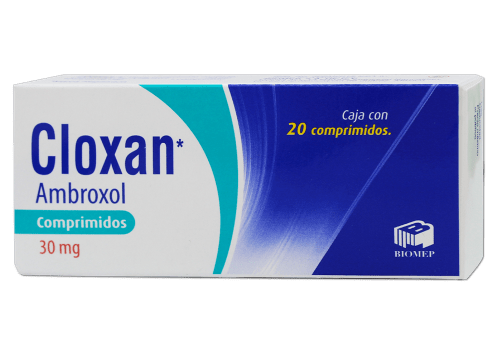 Cloxan*
Ambroxol
Comprimidos
30 mg
Caja con
20 comprimidos.
BIOMEP